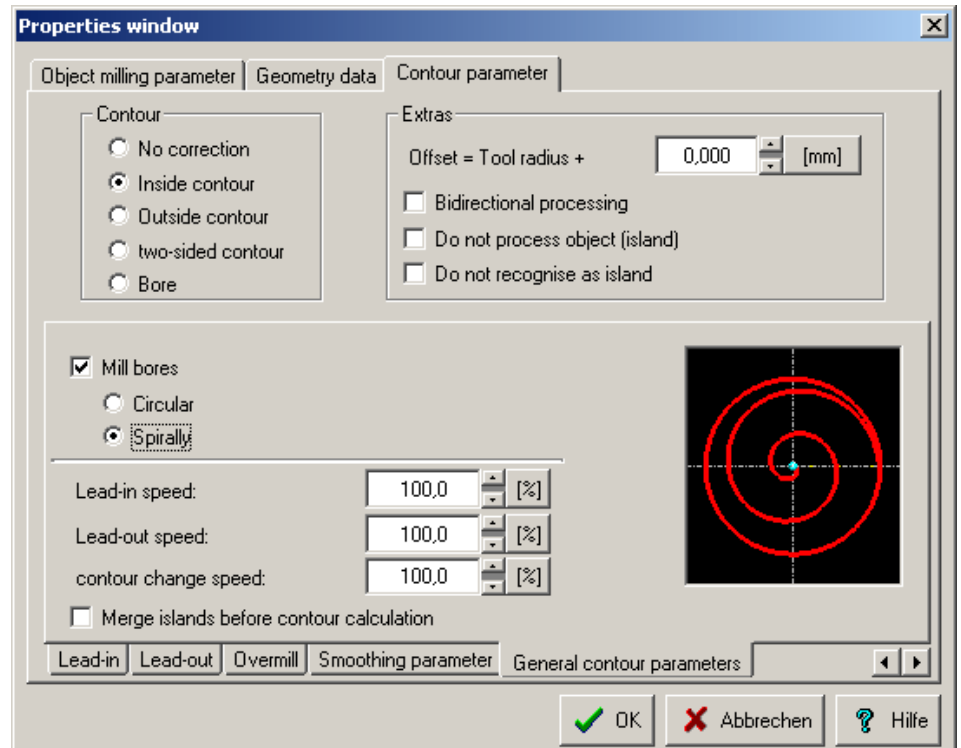 Properties window
Object milling parameter
Geometry data
Contour parameter
Contour
No correction
Inside contour
Outside contour
two-sided contour
Bore
Extras
Offset = Tool radius + 0,000 [mm]
Bidirectional processing
Do not process object (island)
Do not recognise as island
Mill bores
Circular
Spirally
Lead-in speed: 100,0 [%]
Lead-out speed: 100,0 [%]
contour change speed: 100,0 [%]
Merge islands before contour calculation
Lead-in
Lead-out
Overmill
Smoothing parameter
General contour parameters
OK
Abbrechen
Hilfe